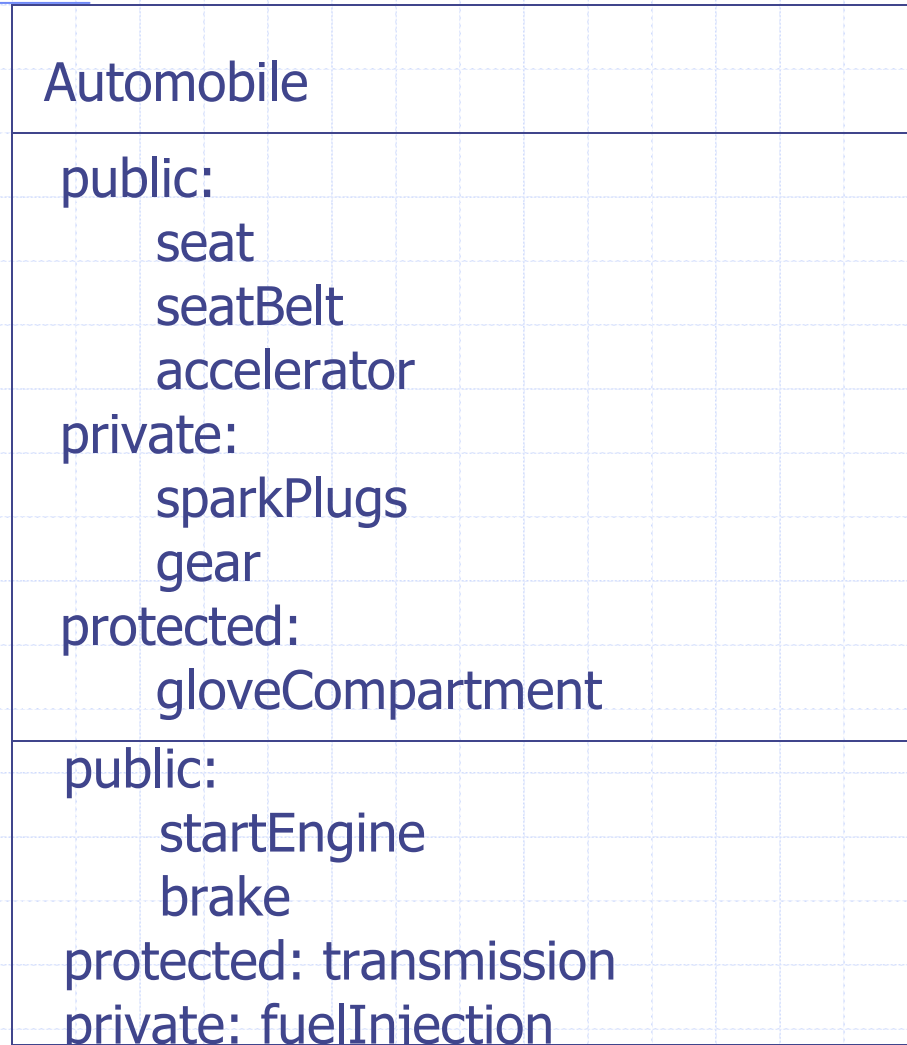 Automobile
public:
seat
seatBelt
accelerator
private:
sparkPlugs
gear
protected:
gloveCompartment
public:
startEngine
brake
protected: transmission
private: fuelInjection